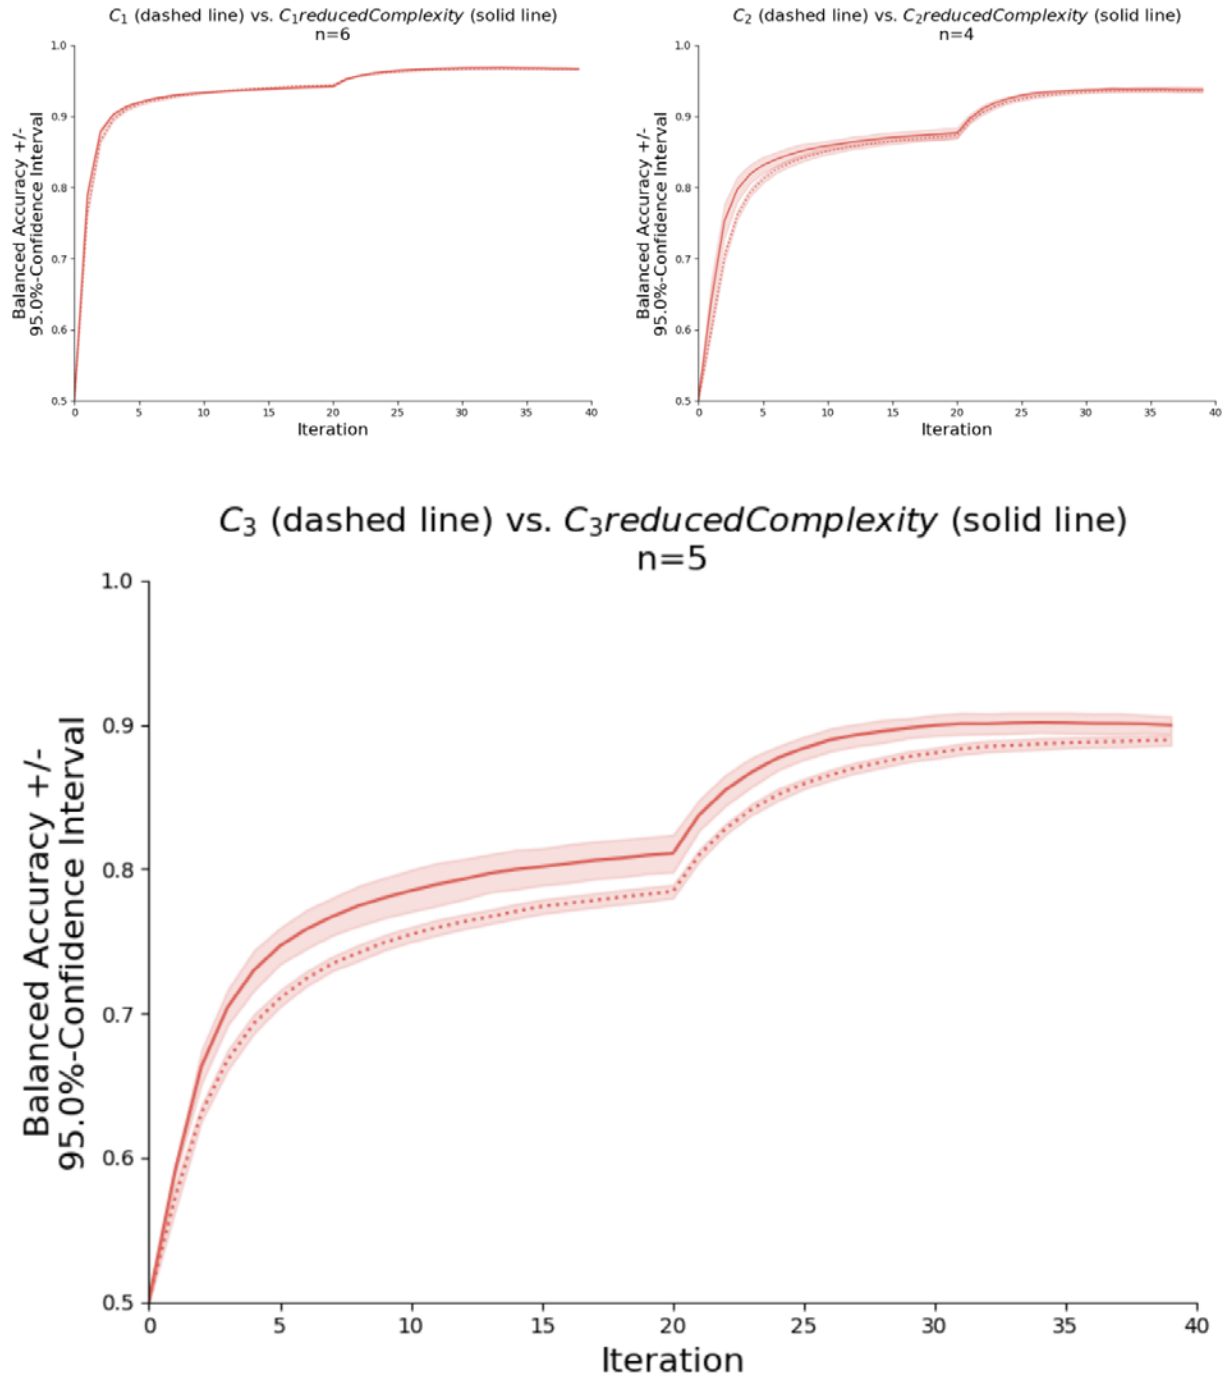 C₁ (dashed line) vs. C₁reducedComplexity (solid line)
n=6
Balanced Accuracy +/-
95.0%-Confidence Interval
1.0
0.9
0.8
0.7
0.6
0.5
0 5 10 15 20 25 30 35 40
Iteration
C₂ (dashed line) vs. C₂reducedComplexity (solid line)
n=4
Balanced Accuracy +/-
95.0%-Confidence Interval
1.0
0.9
0.8
0.7
0.6
0.5
0 5 10 15 20 25 30 35 40
Iteration
C₃ (dashed line) vs. C₃reducedComplexity (solid line)
n=5
Balanced Accuracy +/-
95.0%-Confidence Interval
1.0
0.9
0.8
0.7
0.6
0.5
0 5 10 15 20 25 30 35 40
Iteration